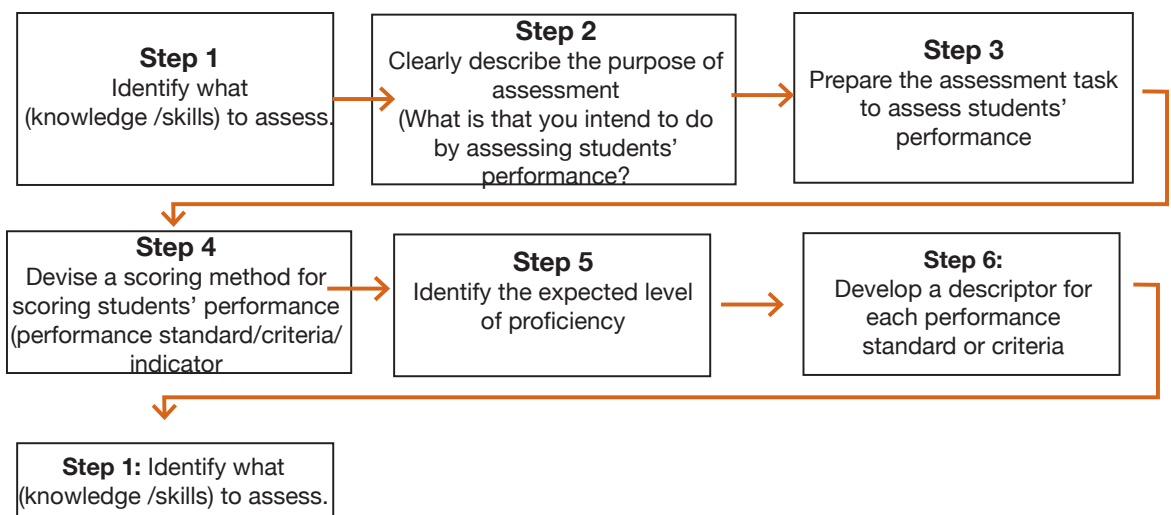 Step 1
Identify what
(knowledge /skills) to assess.
Step 2
Clearly describe the purpose of
assessment
(What is that you intend to do
by assessing students’
performance?
Step 3
Prepare the assessment task
to assess students’
performance
Step 4
Devise a scoring method for
scoring students’ performance
(performance standard/criteria/
indicator
Step 5
Identify the expected level
of proficiency
Step 6:
Develop a descriptor for
each performance
standard or criteria
Step 1: Identify what
(knowledge /skills) to assess.